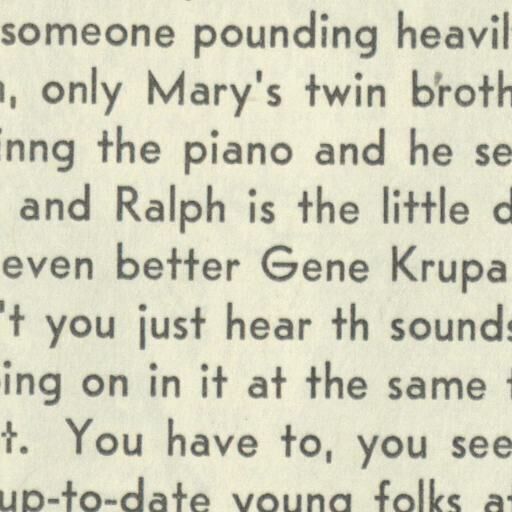 someone pounding heavil
, only Mary's twin broth
inng the piano and he se
and Ralph is the little d
even better Gene Krupa
't you just hear th sounds
ing on in it at the same t
t. You have to, you see
up-to-date young folks at